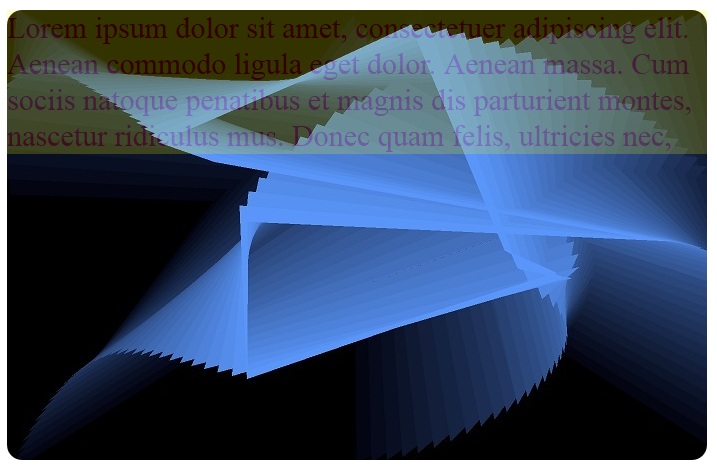 Lorem ipsum dolor sit amet, consectetuer adipiscing elit.
Aenean commodo ligula eget dolor. Aenean massa. Cum
sociis natoque penatibus et magnis dis parturient montes,
nascetur ridiculus mus. Donec quam felis, ultricies nec,